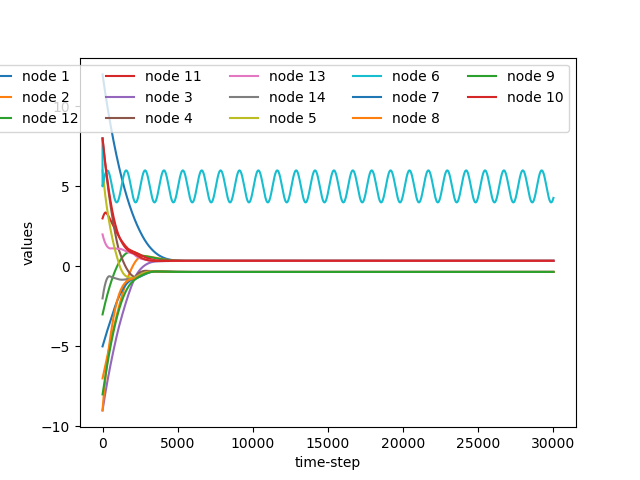 node 1 node 11 node 13 node 6 node 9
node 2 node 3 node 14 node 7 node 10
node 12 node 4 node 5 node 8
10
5
0
−5
−10
values
0 5000 10000 15000 20000 25000 30000
time-step